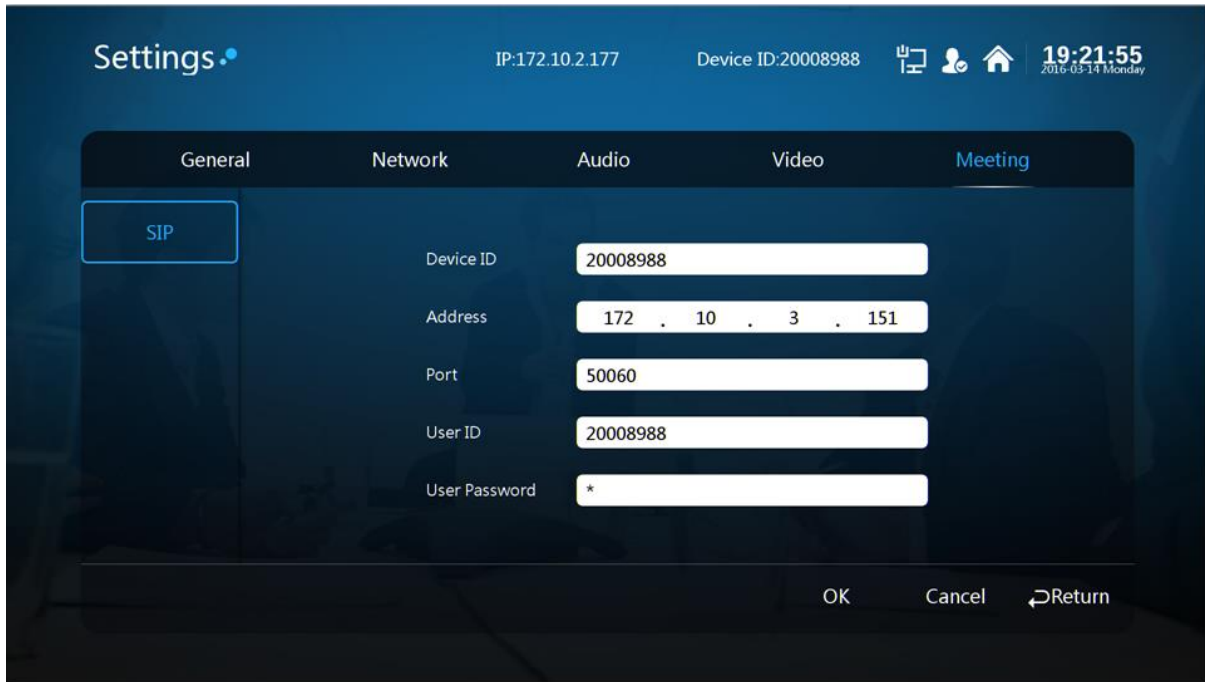 Settings
IP:172.10.2.177
Device ID:20008988
19:21:55
2016-03-14 Monday
General
Network
Audio
Video
Meeting
SIP
Device ID
20008988
Address
172 . 10 . 3 . 151
Port
50060
User ID
20008988
User Password
*
OK
Cancel
Return